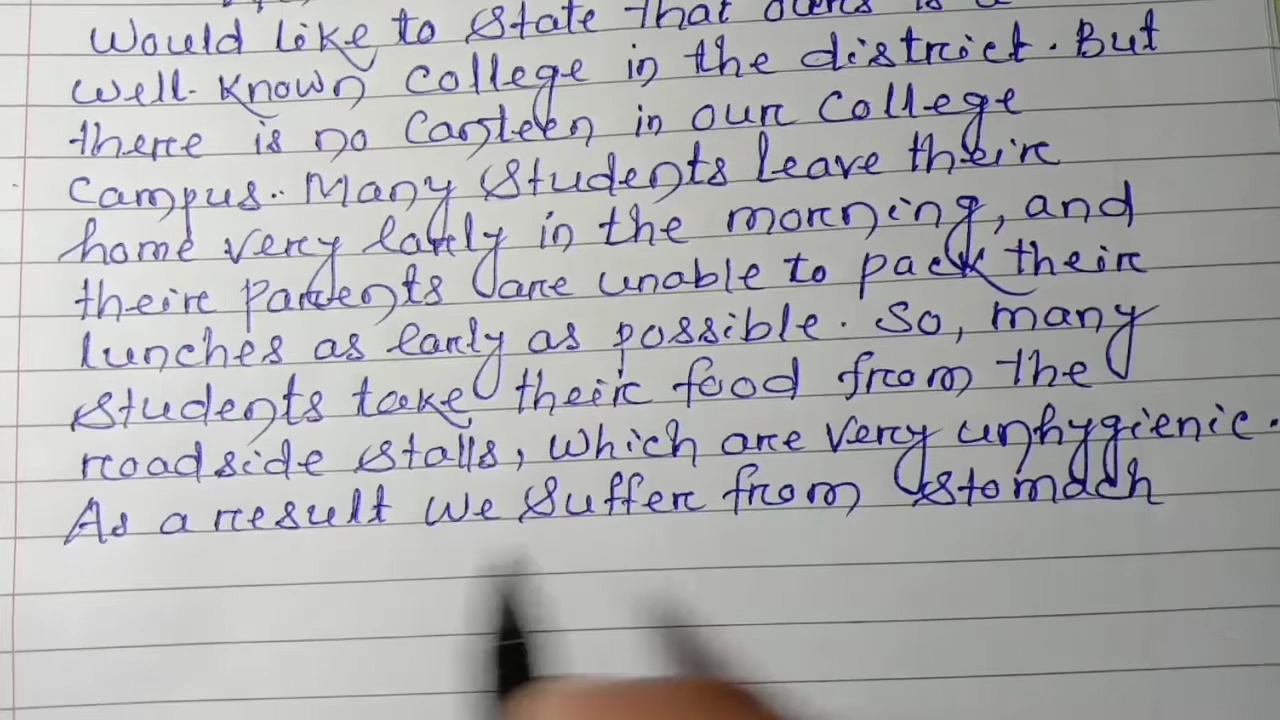 Would like to state that ours is a
well-known college in the district. But
there is no Canteen in our College
campus. Many students leave their
home very early in the morning, and
their parents are unable to pack their
lunches as early as possible. So, many
students take their food from the
roadside stalls, which are very unhygienic.
As a result we suffer from stomach